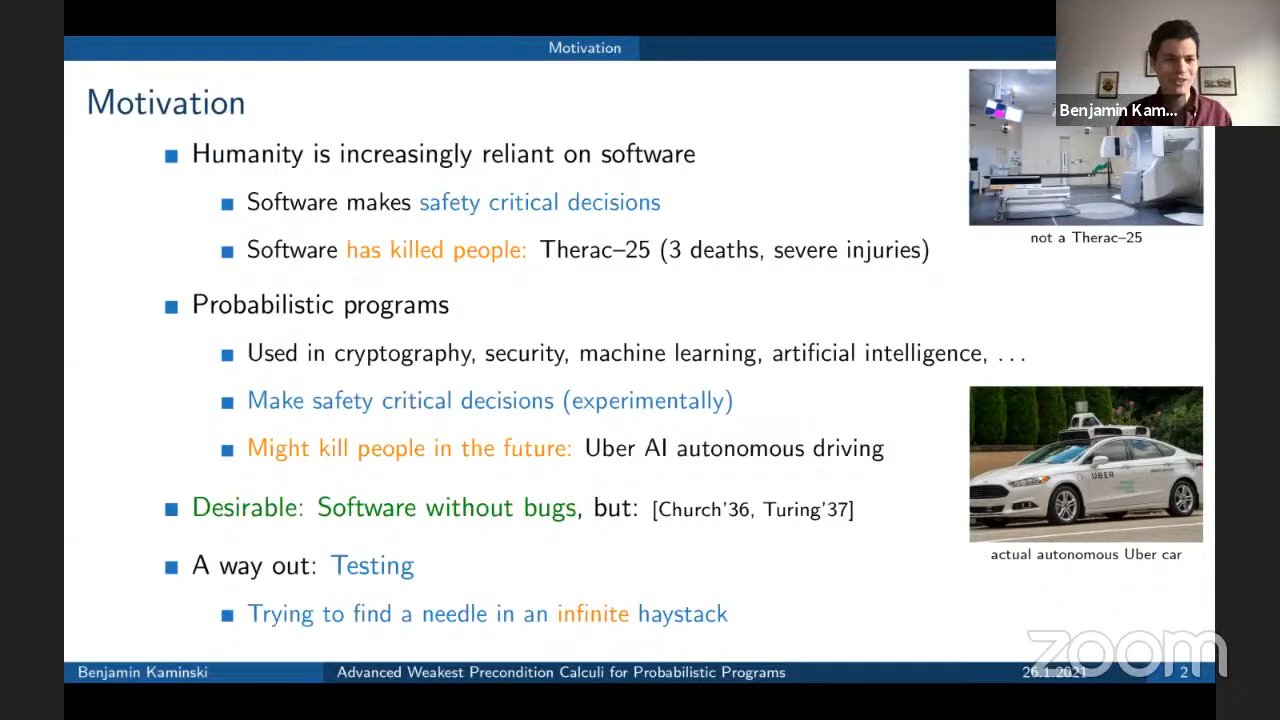 Motivation
Benjamin Kam...
Motivation
Humanity is increasingly reliant on software
Software makes safety critical decisions
Software has killed people: Therac–25 (3 deaths, severe injuries)
not a Therac–25
Probabilistic programs
Used in cryptography, security, machine learning, artificial intelligence, ...
Make safety critical decisions (experimentally)
Might kill people in the future: Uber AI autonomous driving
UBER
Desirable: Software without bugs, but: [Church'36, Turing'37]
actual autonomous Uber car
A way out: Testing
Trying to find a needle in an infinite haystack
zoom
Benjamin Kaminski
Advanced Weakest Precondition Calculi for Probabilistic Programs
26.1.2021
2